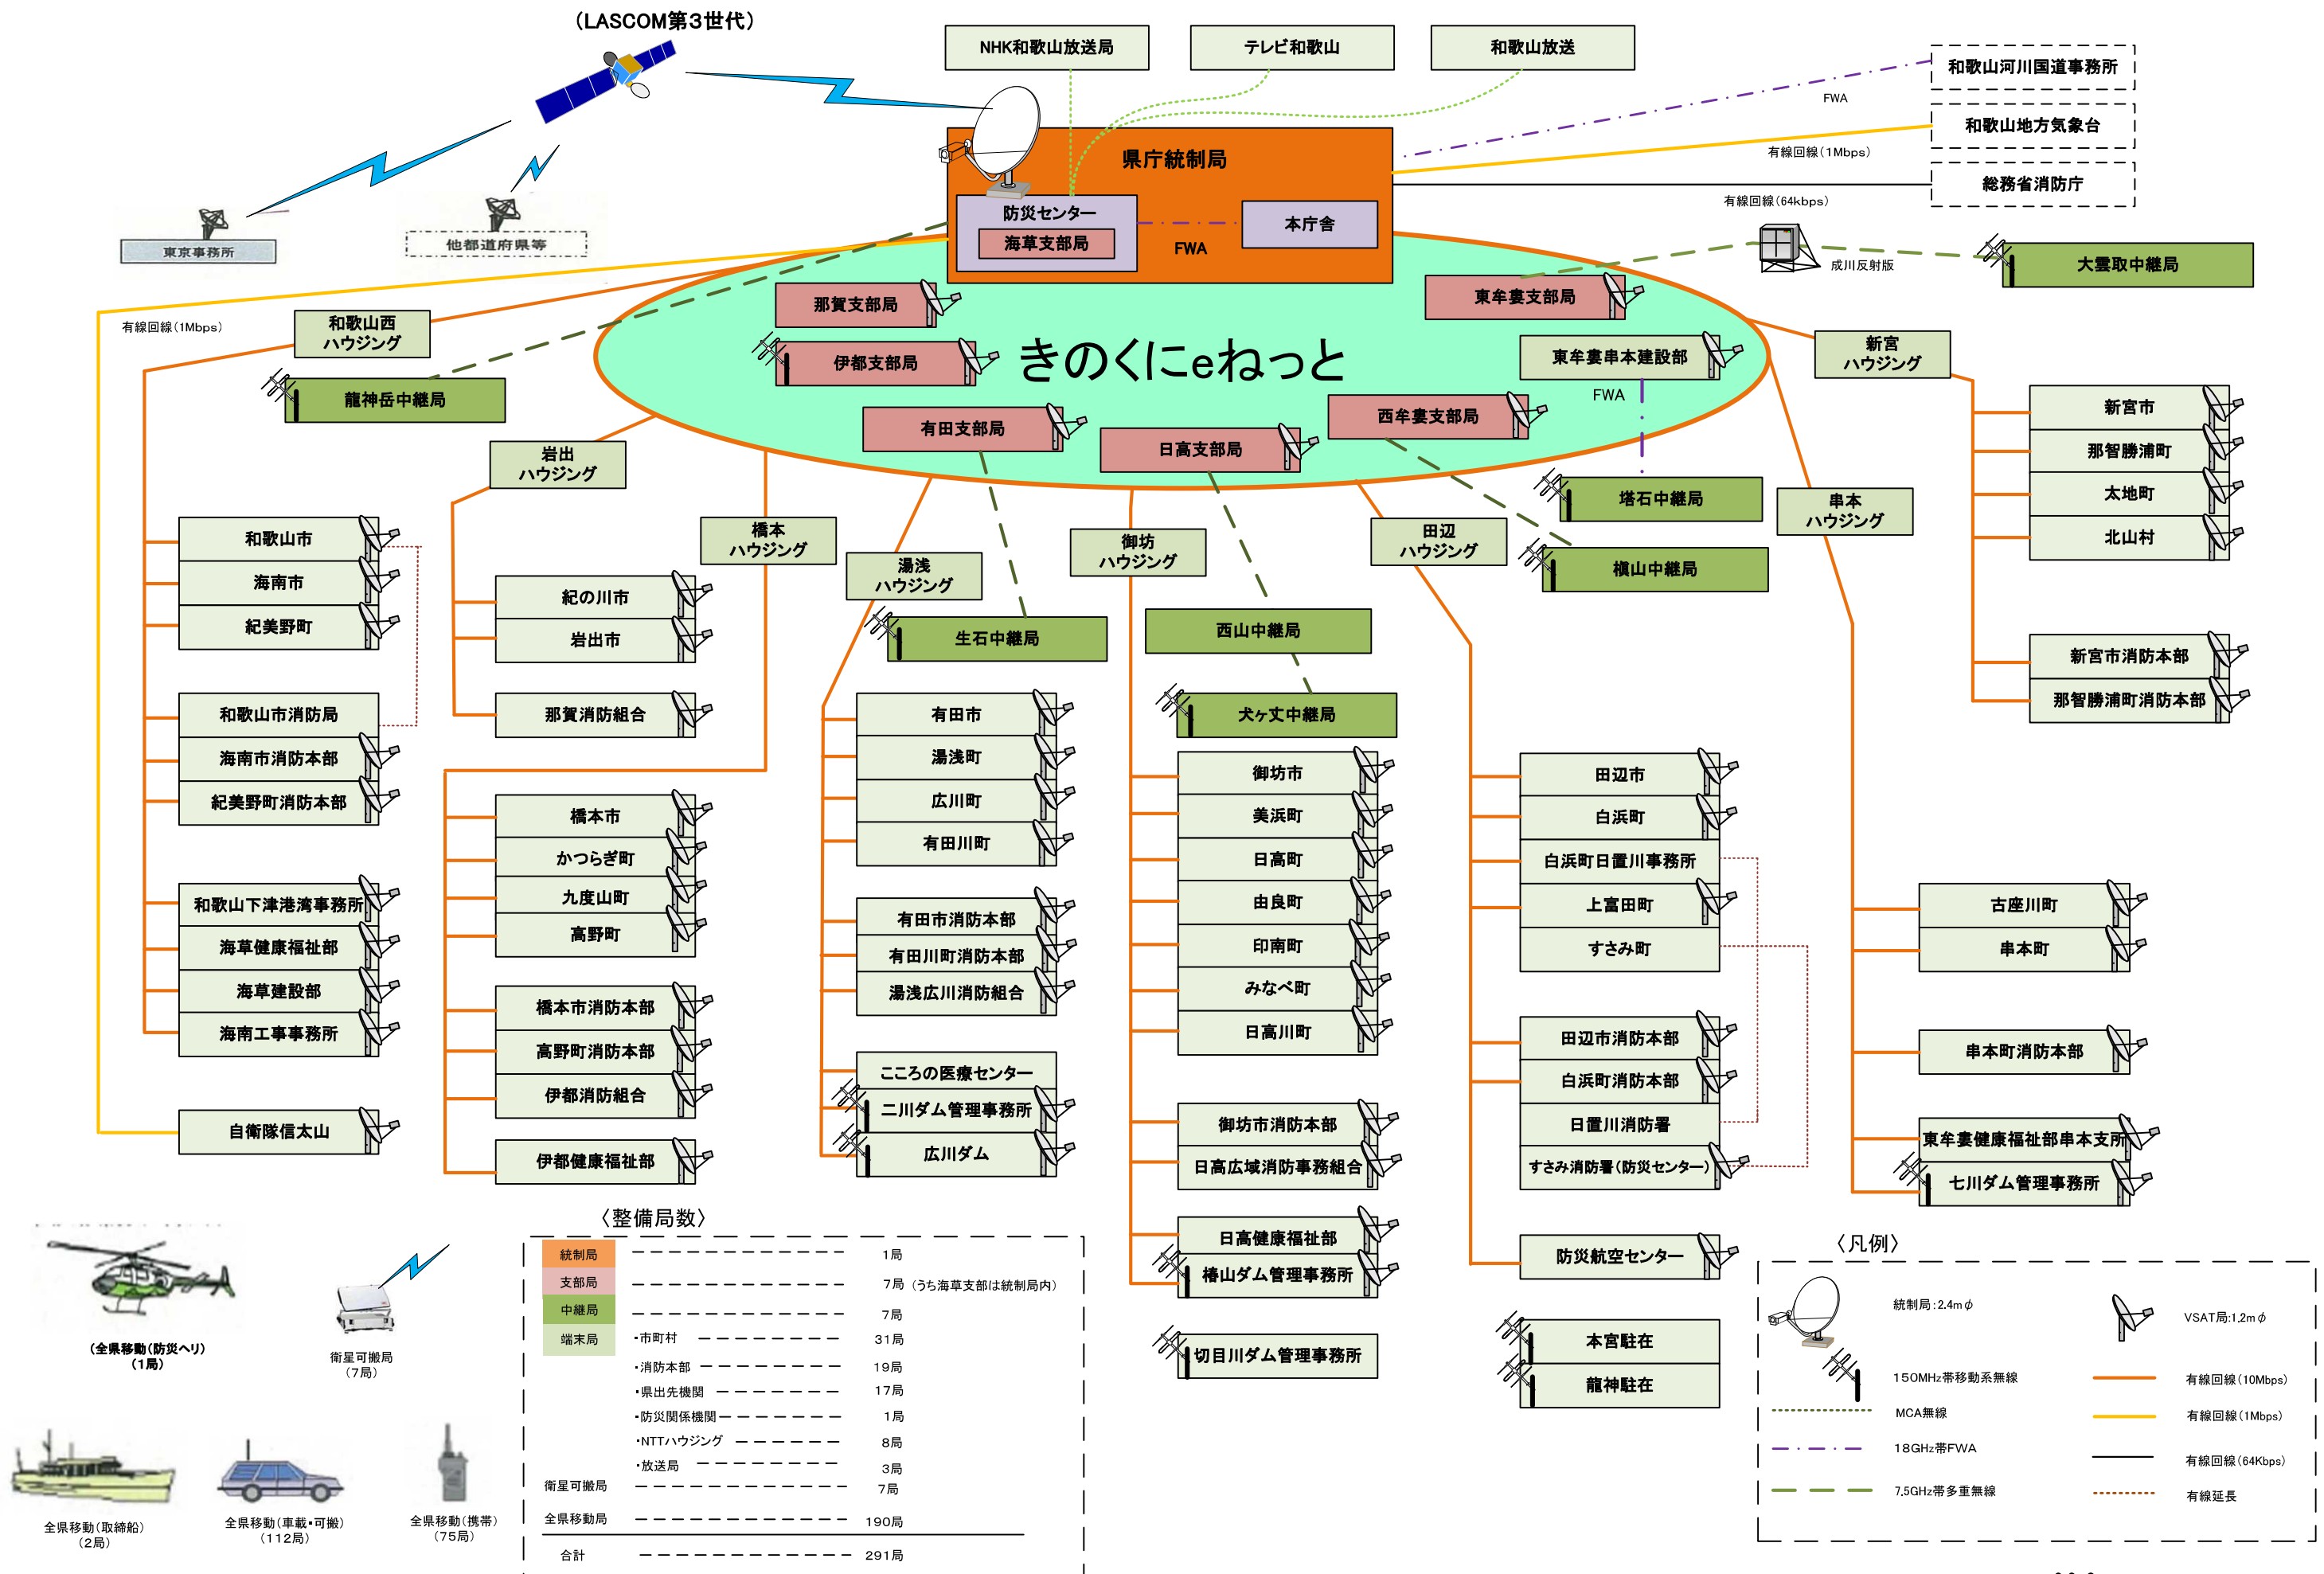 (LASCOM第3世代)
NHK和歌山放送局
テレビ和歌山
和歌山放送
和歌山河川国道事務所
FWA
和歌山地方気象台
有線回線(1Mbps)
総務省消防庁
有線回線(64kbps)
県庁統制局
防災センター
海草支部局
FWA
本庁舎
東京事務所
他都道府県等
成川反射版
大雲取中継局
有線回線(1Mbps)
和歌山西
ハウジング
龍神岳中継局
那賀支部局
伊都支部局
きのくにeねっと
東牟婁支部局
東牟婁串本建設部
FWA
有田支部局
日高支部局
西牟婁支部局
新宮
ハウジング
岩出
ハウジング
橋本
ハウジング
湯浅
ハウジング
御坊
ハウジング
田辺
ハウジング
串本
ハウジング
塔石中継局
槇山中継局
生石中継局
西山中継局
犬ヶ丈中継局
新宮市
那智勝浦町
太地町
北山村
新宮市消防本部
那智勝浦町消防本部
和歌山市
海南市
紀美野町
和歌山市消防局
海南市消防本部
紀美野町消防本部
和歌山下津港湾事務所
海草健康福祉部
海草建設部
海南工事事務所
自衛隊信太山
紀の川市
岩出市
那賀消防組合
橋本市
かつらぎ町
九度山町
高野町
橋本市消防本部
高野町消防本部
伊都消防組合
伊都健康福祉部
有田市
湯浅町
広川町
有田川町
有田市消防本部
有田川町消防本部
湯浅広川消防組合
こころの医療センター
二川ダム管理事務所
広川ダム
御坊市
美浜町
日高町
由良町
印南町
みなべ町
日高川町
御坊市消防本部
日高広域消防事務組合
日高健康福祉部
椿山ダム管理事務所
切目川ダム管理事務所
田辺市
白浜町
白浜町日置川事務所
上富田町
すさみ町
田辺市消防本部
白浜町消防本部
日置川消防署
すさみ消防署(防災センター)
防災航空センター
本宮駐在
龍神駐在
古座川町
串本町
串本町消防本部
東牟婁健康福祉部串本支所
七川ダム管理事務所
(全県移動(防災ヘリ)
(1局)
衛星可搬局
(7局)
全県移動(取締船)
(2局)
全県移動(車載・可搬)
(112局)
全県移動(携帯)
(75局)
〈整備局数〉
統制局 1局
支部局 7局 (うち海草支部は統制局内)
中継局 7局
端末局 ・市町村 31局
・消防本部 19局
・県出先機関 17局
・防災関係機関 1局
・NTTハウジング 8局
・放送局 3局
衛星可搬局 7局
全県移動局 190局
合計 291局
〈凡例〉
統制局:2.4mφ
VSAT局:1.2mφ
150MHz帯移動系無線
有線回線(10Mbps)
MCA無線
有線回線(1Mbps)
18GHz帯FWA
有線回線(64Kbps)
7.5GHz帯多重無線
有線延長